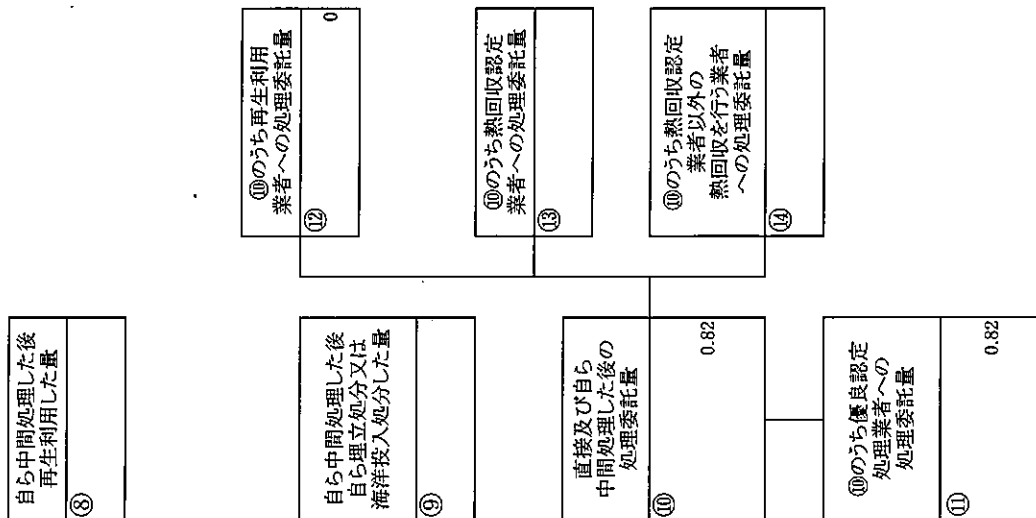 自ら中間処理した後
再生利用した量
⑧
自ら中間処理した後
自ら埋立処分又は
海洋投入処分した量
⑨
直接及び自ら
中間処理した後の
処理委託量
⑩
0.82
⑩のうち優良認定
処理業者への
処理委託量
⑪
0.82
⑩のうち再生利用
業者への処理委託量
⑫
0
⑩のうち熱回収認定
業者への処理委託量
⑬
⑩のうち熱回収認定
業者以外の
熱回収を行う業者
への処理委託量
⑭